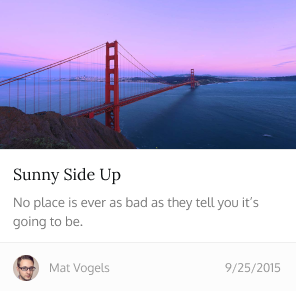 Sunny Side Up
No place is ever as bad as they tell you it’s
going to be.
Mat Vogels
9/25/2015